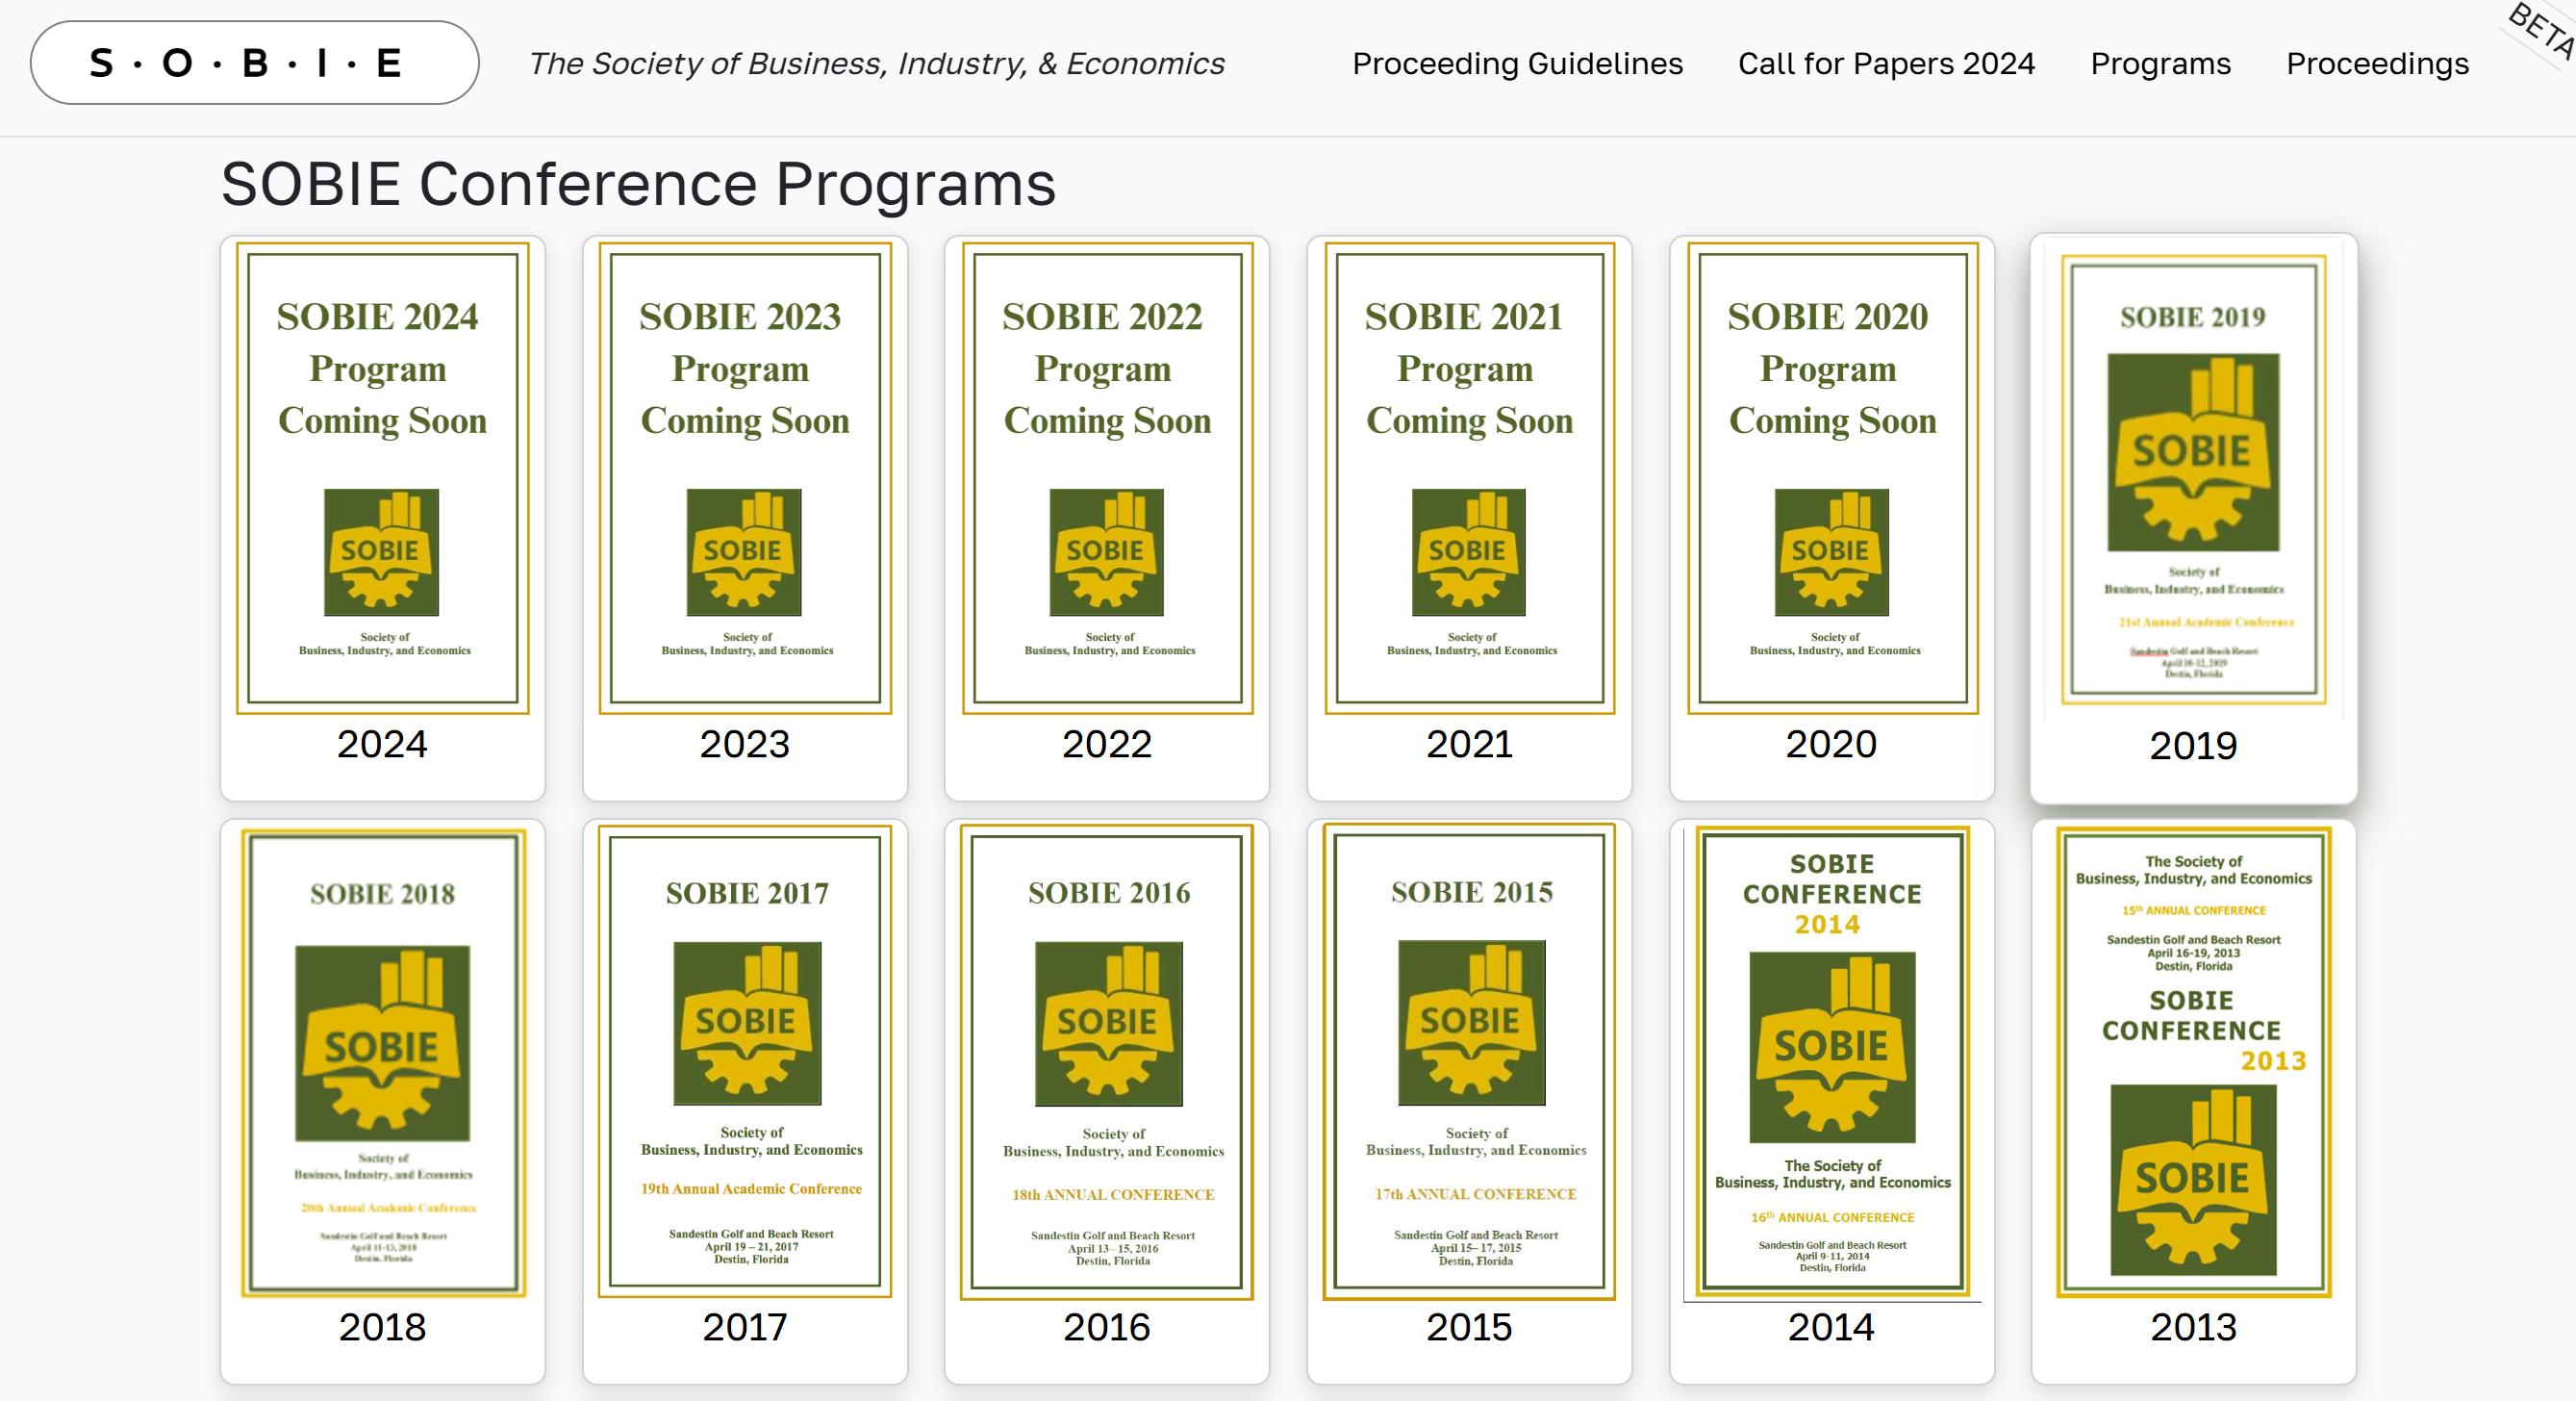 S · O · B · I · E
The Society of Business, Industry, & Economics
Proceeding Guidelines
Call for Papers 2024
Programs
Proceedings
BETA
SOBIE Conference Programs
SOBIE 2024
Program
Coming Soon
SOBIE
Society of
Business, Industry, and Economics
2024
SOBIE 2023
Program
Coming Soon
SOBIE
Society of
Business, Industry, and Economics
2023
SOBIE 2022
Program
Coming Soon
SOBIE
Society of
Business, Industry, and Economics
2022
SOBIE 2021
Program
Coming Soon
SOBIE
Society of
Business, Industry, and Economics
2021
SOBIE 2020
Program
Coming Soon
SOBIE
Society of
Business, Industry, and Economics
2020
SOBIE 2019
SOBIE
Society of
Business, Industry, and Economics
21st Annual Academic Conference
Sandestin Golf and Beach Resort
April 10-12, 2019
Destin, Florida
2019
SOBIE 2018
SOBIE
Society of
Business, Industry, and Economics
20th Annual Academic Conference
Sandestin Golf and Beach Resort
April 11-13, 2018
Destin, Florida
2018
SOBIE 2017
SOBIE
Society of
Business, Industry, and Economics
19th Annual Academic Conference
Sandestin Golf and Beach Resort
April 19 – 21, 2017
Destin, Florida
2017
SOBIE 2016
SOBIE
Society of
Business, Industry, and Economics
18th ANNUAL CONFERENCE
Sandestin Golf and Beach Resort
April 13– 15, 2016
Destin, Florida
2016
SOBIE 2015
SOBIE
Society of
Business, Industry, and Economics
17th ANNUAL CONFERENCE
Sandestin Golf and Beach Resort
April 15– 17, 2015
Destin, Florida
2015
SOBIE
CONFERENCE
2014
SOBIE
The Society of
Business, Industry, and Economics
16th ANNUAL CONFERENCE
Sandestin Golf and Beach Resort
April 9-11, 2014
Destin, Florida
2014
The Society of
Business, Industry, and Economics
15th ANNUAL CONFERENCE
Sandestin Golf and Beach Resort
April 16-19, 2013
Destin, Florida
SOBIE
CONFERENCE
2013
SOBIE
2013